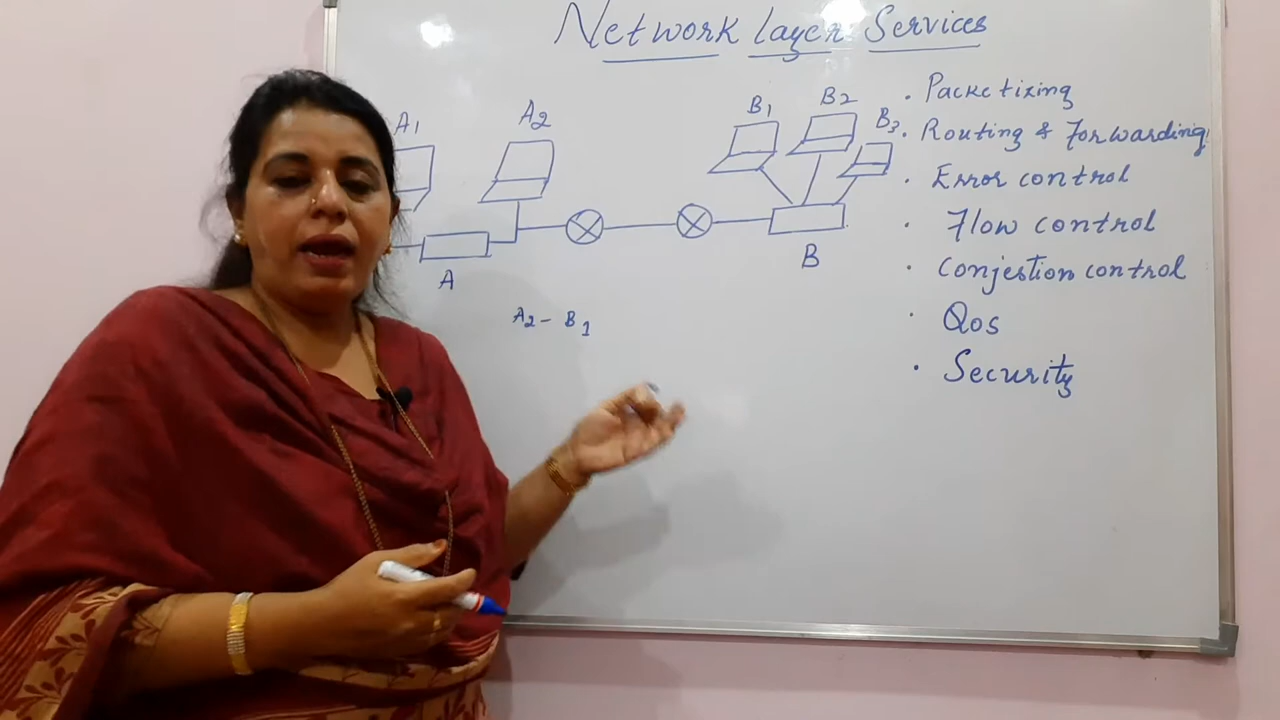 Network layer Services
A1
A2
B1
B2
B3
A
B
A2 - B1
. Packetizing
. Routing & Forwarding
. Error control
. Flow control
. Conjestion control
. Qos
. Security